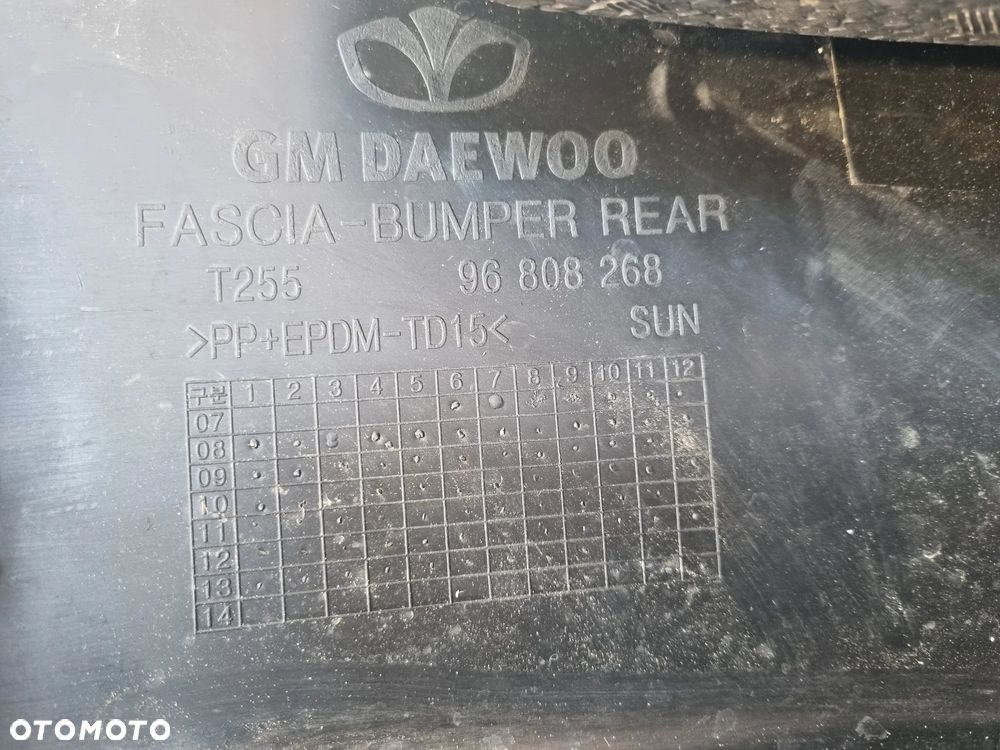 GM DAEWOO
FASCIA-BUMPER REAR
T255 96 808 268
>PP+EPDM-TD15< SUN
구분 1 2 3 4 5 6 7 8 9 10 11 12
07
08
09
10
11
12
13
14
OTOMOTO